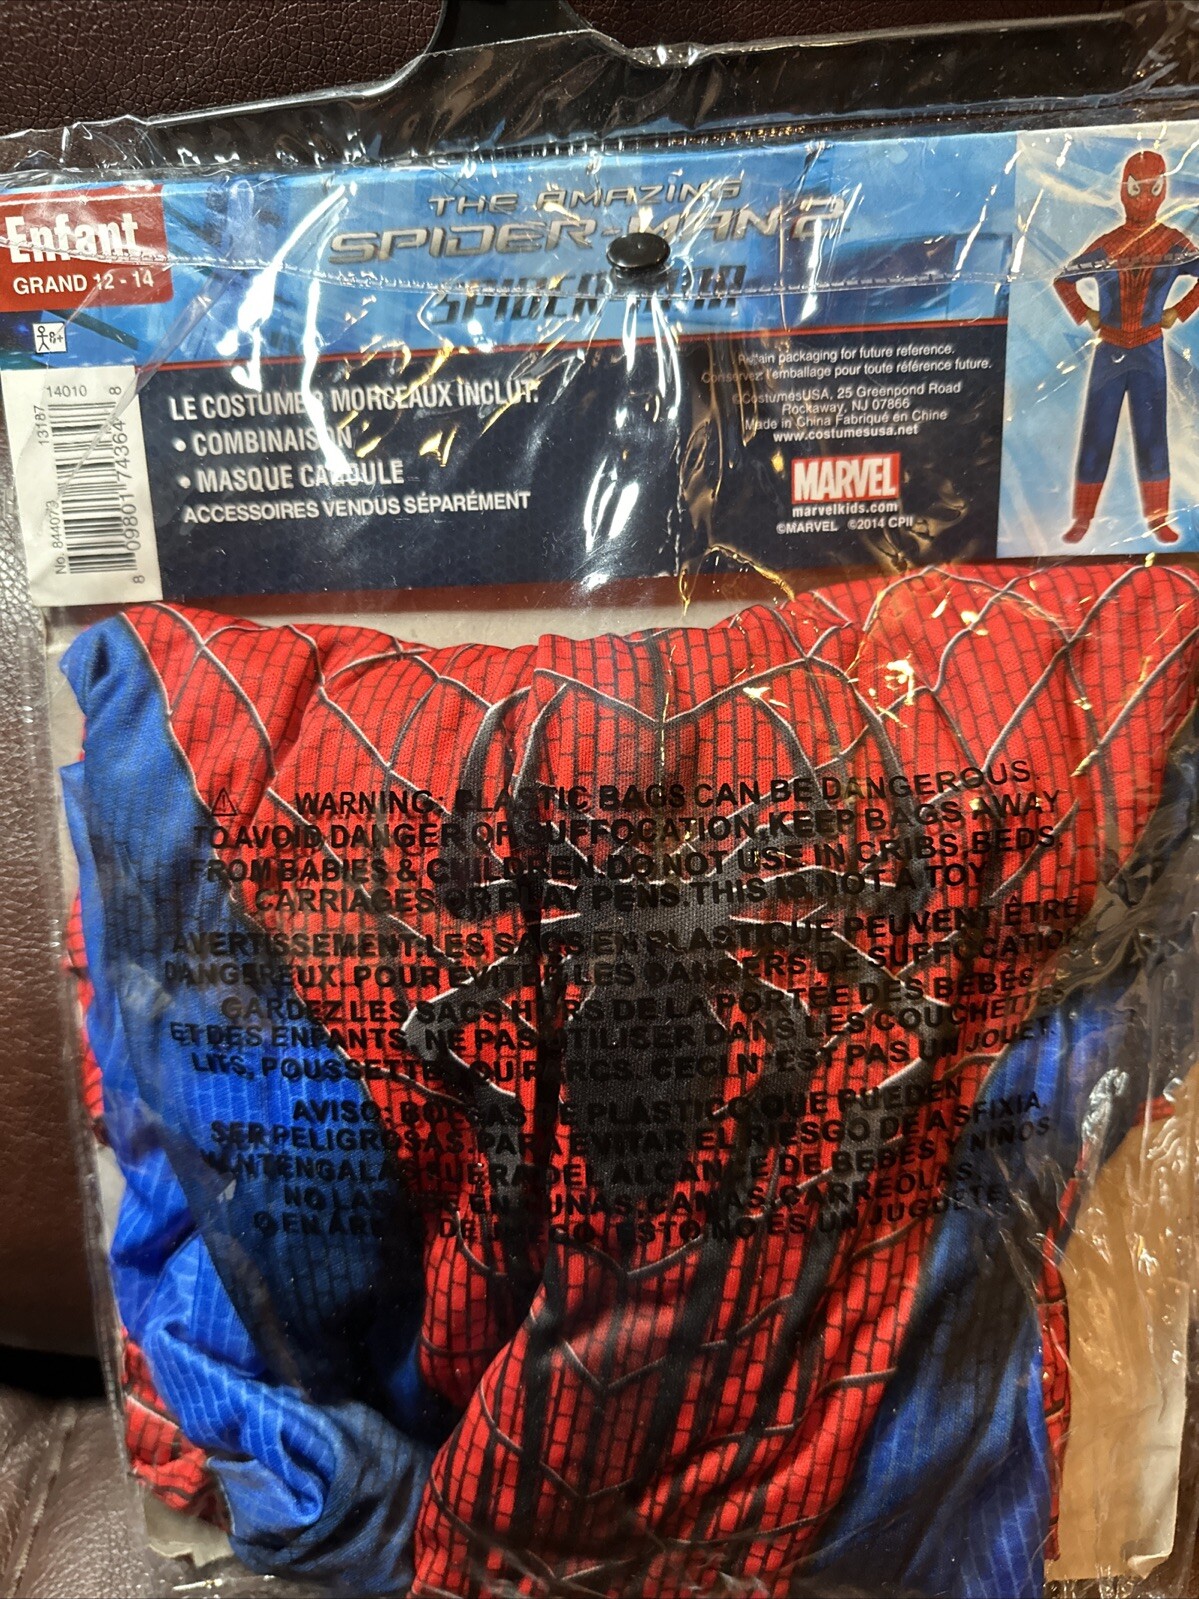 Enfant
GRAND 12 - 14
THE AMAZING
SPIDER-MAN 2
8+
14010
13187
No. 844079
8 09801 74364 8
LE COSTUME MORCEAUX INCLUT:
• COMBINAISON
• MASQUE CAGOULE
ACCESSOIRES VENDUS SÉPARÉMENT
Retain packaging for future reference.
Conservez l'emballage pour toute référence future.
©CostumesUSA, 25 Greenpond Road
Rockaway, NJ 07866
Made in China Fabriqué en Chine
www.costumesusa.net
MARVEL
marvelkids.com
©MARVEL ©2014 CPII
WARNING: PLASTIC BAGS CAN BE DANGEROUS.
TO AVOID DANGER OF SUFFOCATION, KEEP BAGS AWAY
FROM BABIES & CHILDREN. DO NOT USE IN CRIBS, BEDS,
CARRIAGES OR PLAY PENS. THIS IS NOT A TOY
AVERTISSEMENT: LES SACS EN PLASTIQUE PEUVENT ÊTRE
DANGEREUX. POUR ÉVITER LES DANGERS DE SUFFOCATION
GARDEZ LES SACS HORS DE LA PORTÉE DES BEBÉS
ET DES ENFANTS, NE PAS UTILISER DANS LES COUCHETTES
LITS, POUSSETTES OU PARCS. CECI N'EST PAS UN JOUET.
AVISO: BOLSAS DE PLÁSTICO QUE PUEDEN
SER PELIGROSAS. PARA EVITAR EL RIESGO DE ASFIXIA,
MANTENGALAS FUERA DEL ALCANCE DE BEBÉS Y NIÑOS.
NO LAS USE EN CUNAS, CAMAS, CARREOLAS,
O EN ÁREAS DE JUEGO. ESTO NO ES UN JUGUETE